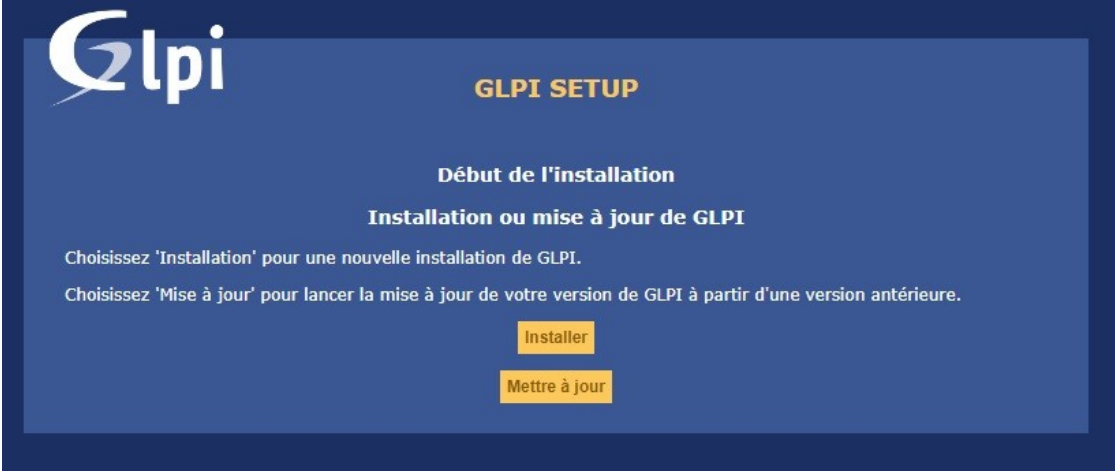 Glpi
GLPI SETUP
Début de l'installation
Installation ou mise à jour de GLPI
Choisissez 'Installation' pour une nouvelle installation de GLPI.
Choisissez 'Mise à jour' pour lancer la mise à jour de votre version de GLPI à partir d'une version antérieure.
Installer
Mettre à jour